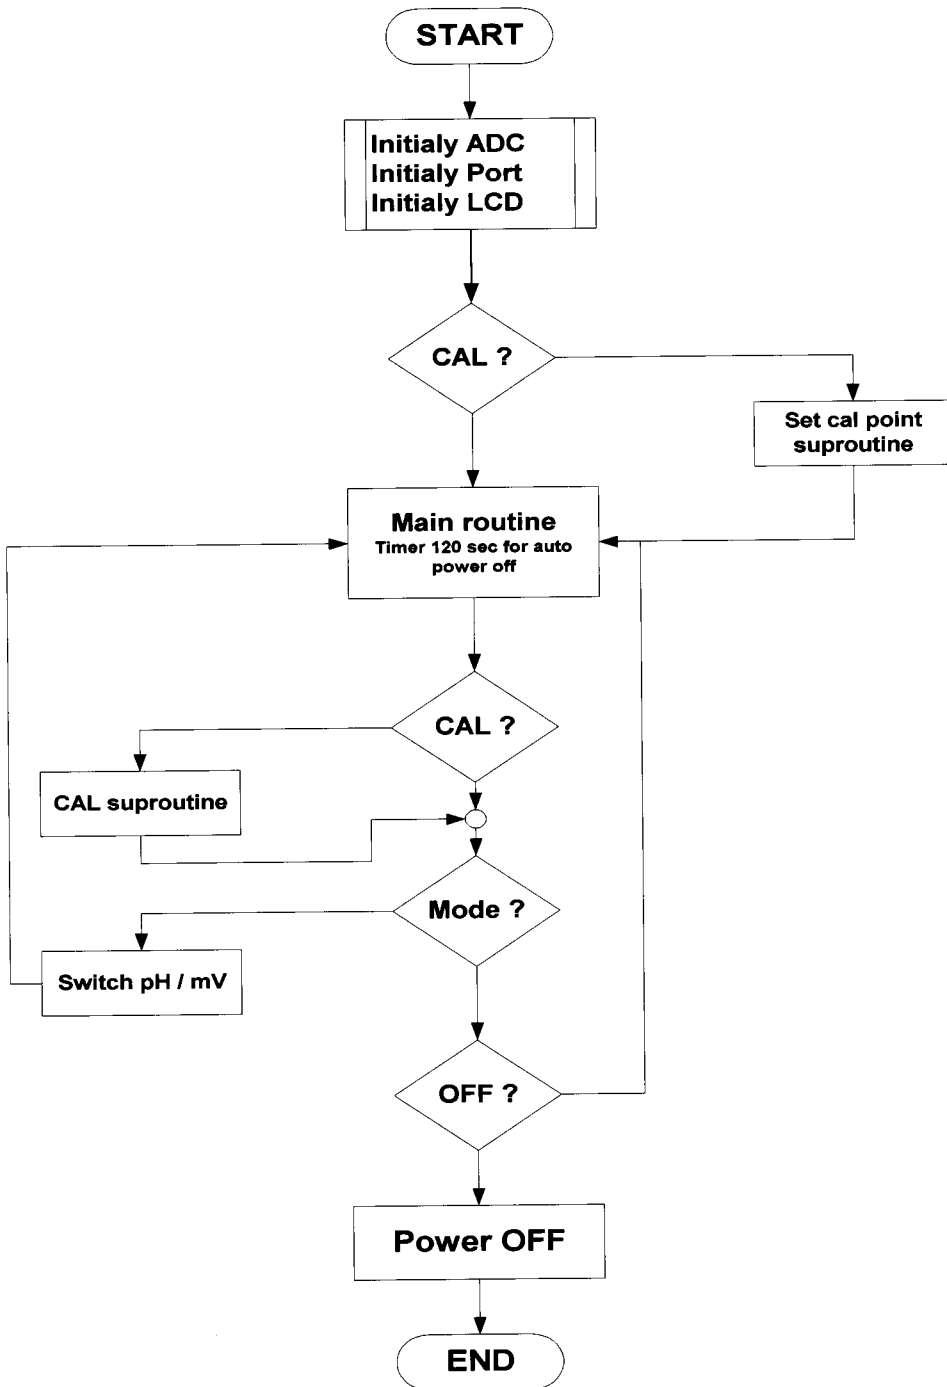 START
Initialy ADC
Initialy Port
Initialy LCD
CAL ?
Set cal point
suproutine
Main routine
Timer 120 sec for auto
power off
CAL ?
CAL suproutine
Mode ?
Switch pH / mV
OFF ?
Power OFF
END